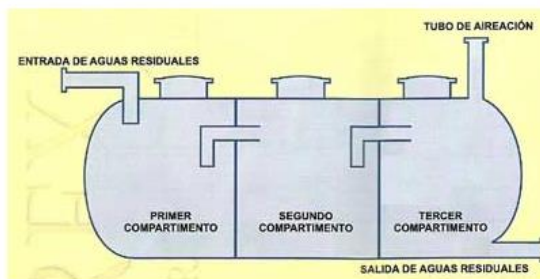 TUBO DE AIREACIÓN
ENTRADA DE AGUAS RESIDUALES
PRIMER
COMPARTIMENTO
SEGUNDO
COMPARTIMENTO
TERCER
COMPARTIMENTO
SALIDA DE AGUAS RESIDUALES